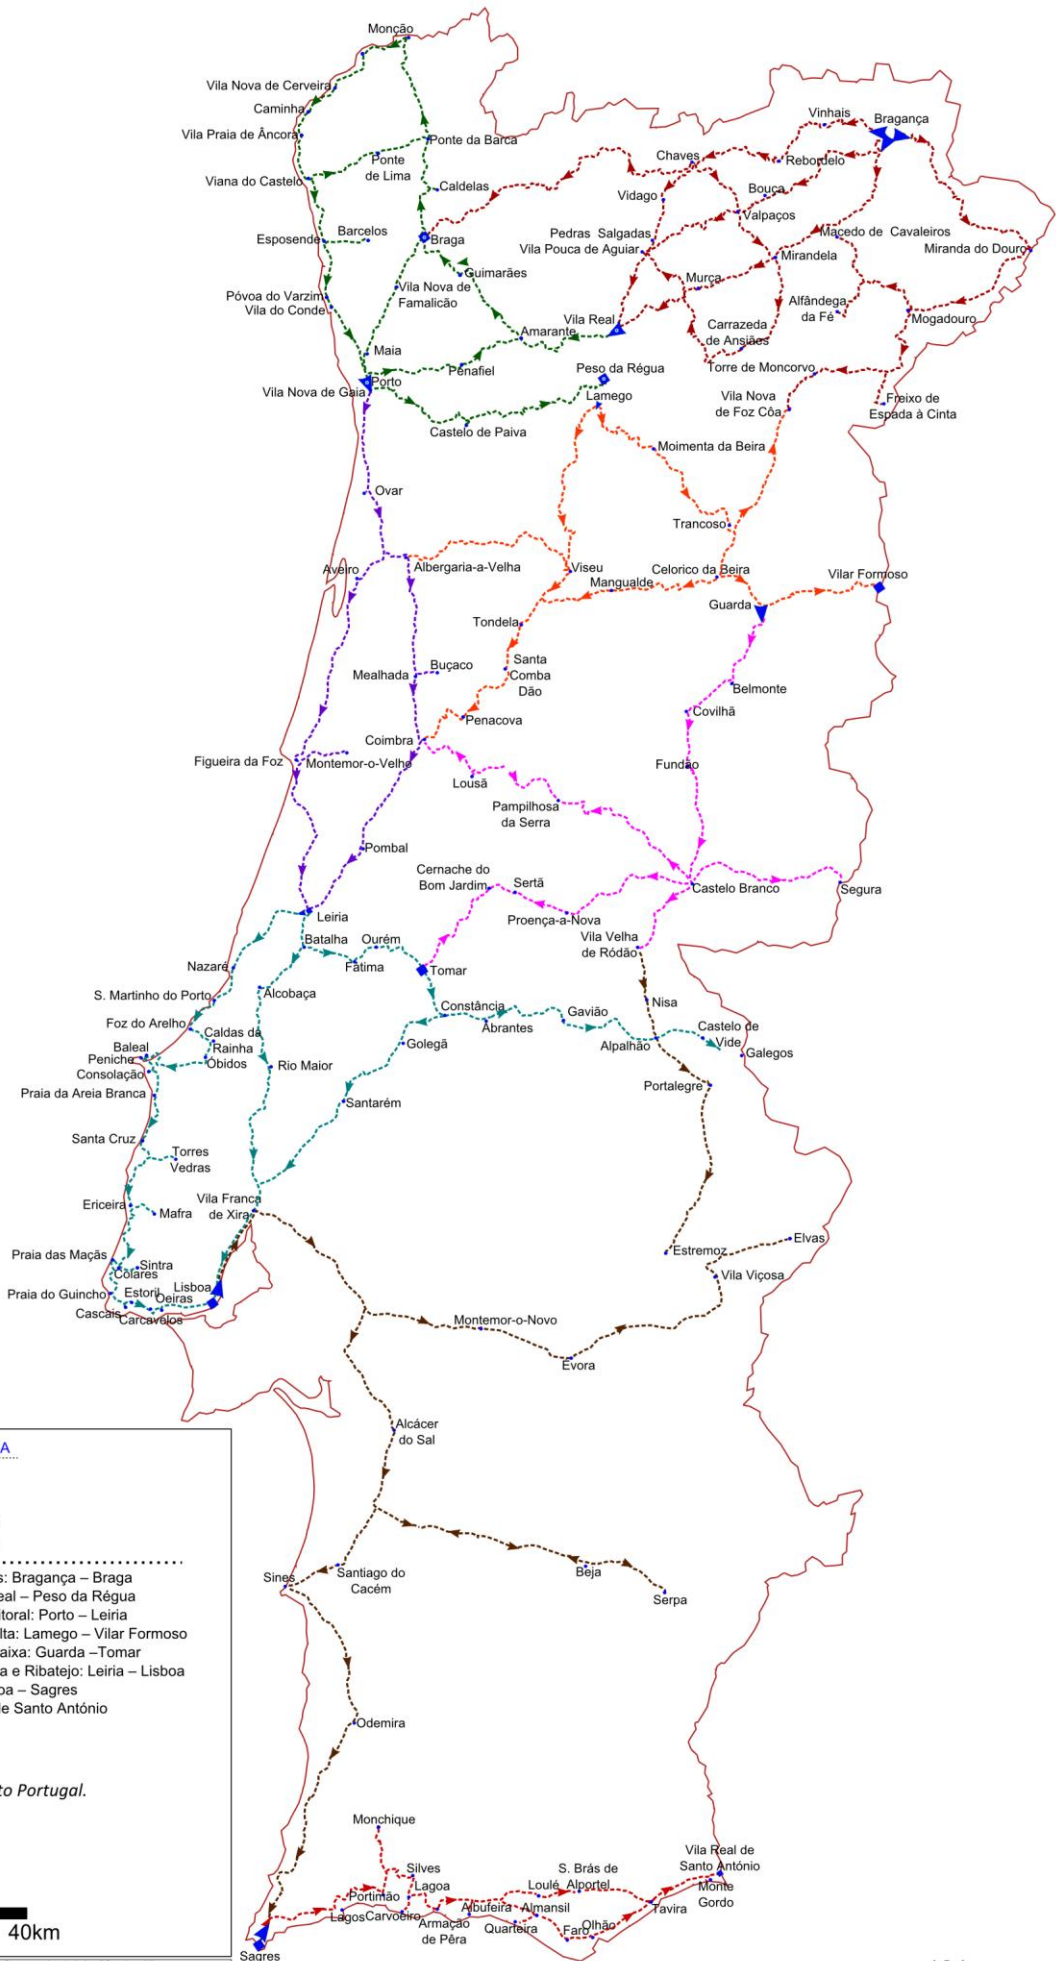 Monção
Vila Nova de Cerveira
Caminha
Vila Praia de Âncora
Ponte da Barca
Ponte
de Lima
Viana do Castelo
Caldelas
Vinhais
Bragança
Chaves
Rebordelo
Vidago
Bouça
Valpaços
Esposende
Barcelos
Braga
Pedras Salgadas
Vila Pouca de Aguiar
Macedo de Cavaleiros
Miranda do Douro
Mirandela
Guimarães
Murça
Vila Nova de
Famalicão
Póvoa do Varzim
Vila do Conde
Alfândega
da Fé
Mogadouro
Vila Real
Amarante
Carrazeda
de Ansiães
Maia
Penafiel
Peso da Régua
Torre de Moncorvo
Porto
Vila Nova de Gaia
Lamego
Vila Nova
de Foz Côa
Freixo de
Espada à Cinta
Castelo de Paiva
Moimenta da Beira
Ovar
Trancoso
Aveiro
Albergaria-a-Velha
Viseu
Celorico da Beira
Mangualde
Vilar Formoso
Guarda
Tondela
Buçaco
Mealhada
Santa
Comba
Dão
Belmonte
Penacova
Covilhã
Coimbra
Figueira da Foz
Montemor-o-Velho
Fundão
Lousã
Pampilhosa
da Serra
Pombal
Cernache do
Bom Jardim
Sertã
Castelo Branco
Segura
Leiria
Proença-a-Nova
Batalha
Ourém
Vila Velha
de Ródão
Nazaré
Fátima
Tomar
Alcobaça
S. Martinho do Porto
Nisa
Constância
Gavião
Foz do Arelho
Abrantes
Castelo de
Vide
Caldas da
Rainha
Golegã
Alpalhão
Baleal
Peniche
Óbidos
Galegos
Consolação
Rio Maior
Portalegre
Praia da Areia Branca
Santarém
Santa Cruz
Torres
Vedras
Vila Franca
de Xira
Ericeira
Mafra
Elvas
Praia das Maçãs
Estremoz
Sintra
Colares
Vila Viçosa
Lisboa
Praia do Guincho
Estoril
Oeiras
Cascais
Carcavelos
Montemor-o-Novo
Évora
Alcácer
do Sal
A
s: Bragança – Braga
eal – Peso da Régua
itoral: Porto – Leiria
lta: Lamego – Vilar Formoso
aixa: Guarda –Tomar
a e Ribatejo: Leiria – Lisboa
oa – Sagres
de Santo António
to Portugal.
40km
Sines
Santiago do
Cacém
Beja
Serpa
Odemira
Monchique
Silves
Lagoa
Portimão
Lagos
Carvoeiro
Armação
de Pêra
Albufeira
Loulé
S. Brás de
Alportel
Almansil
Quarteira
Faro
Olhão
Tavira
Vila Real de
Santo António
Monte
Gordo
Sagres